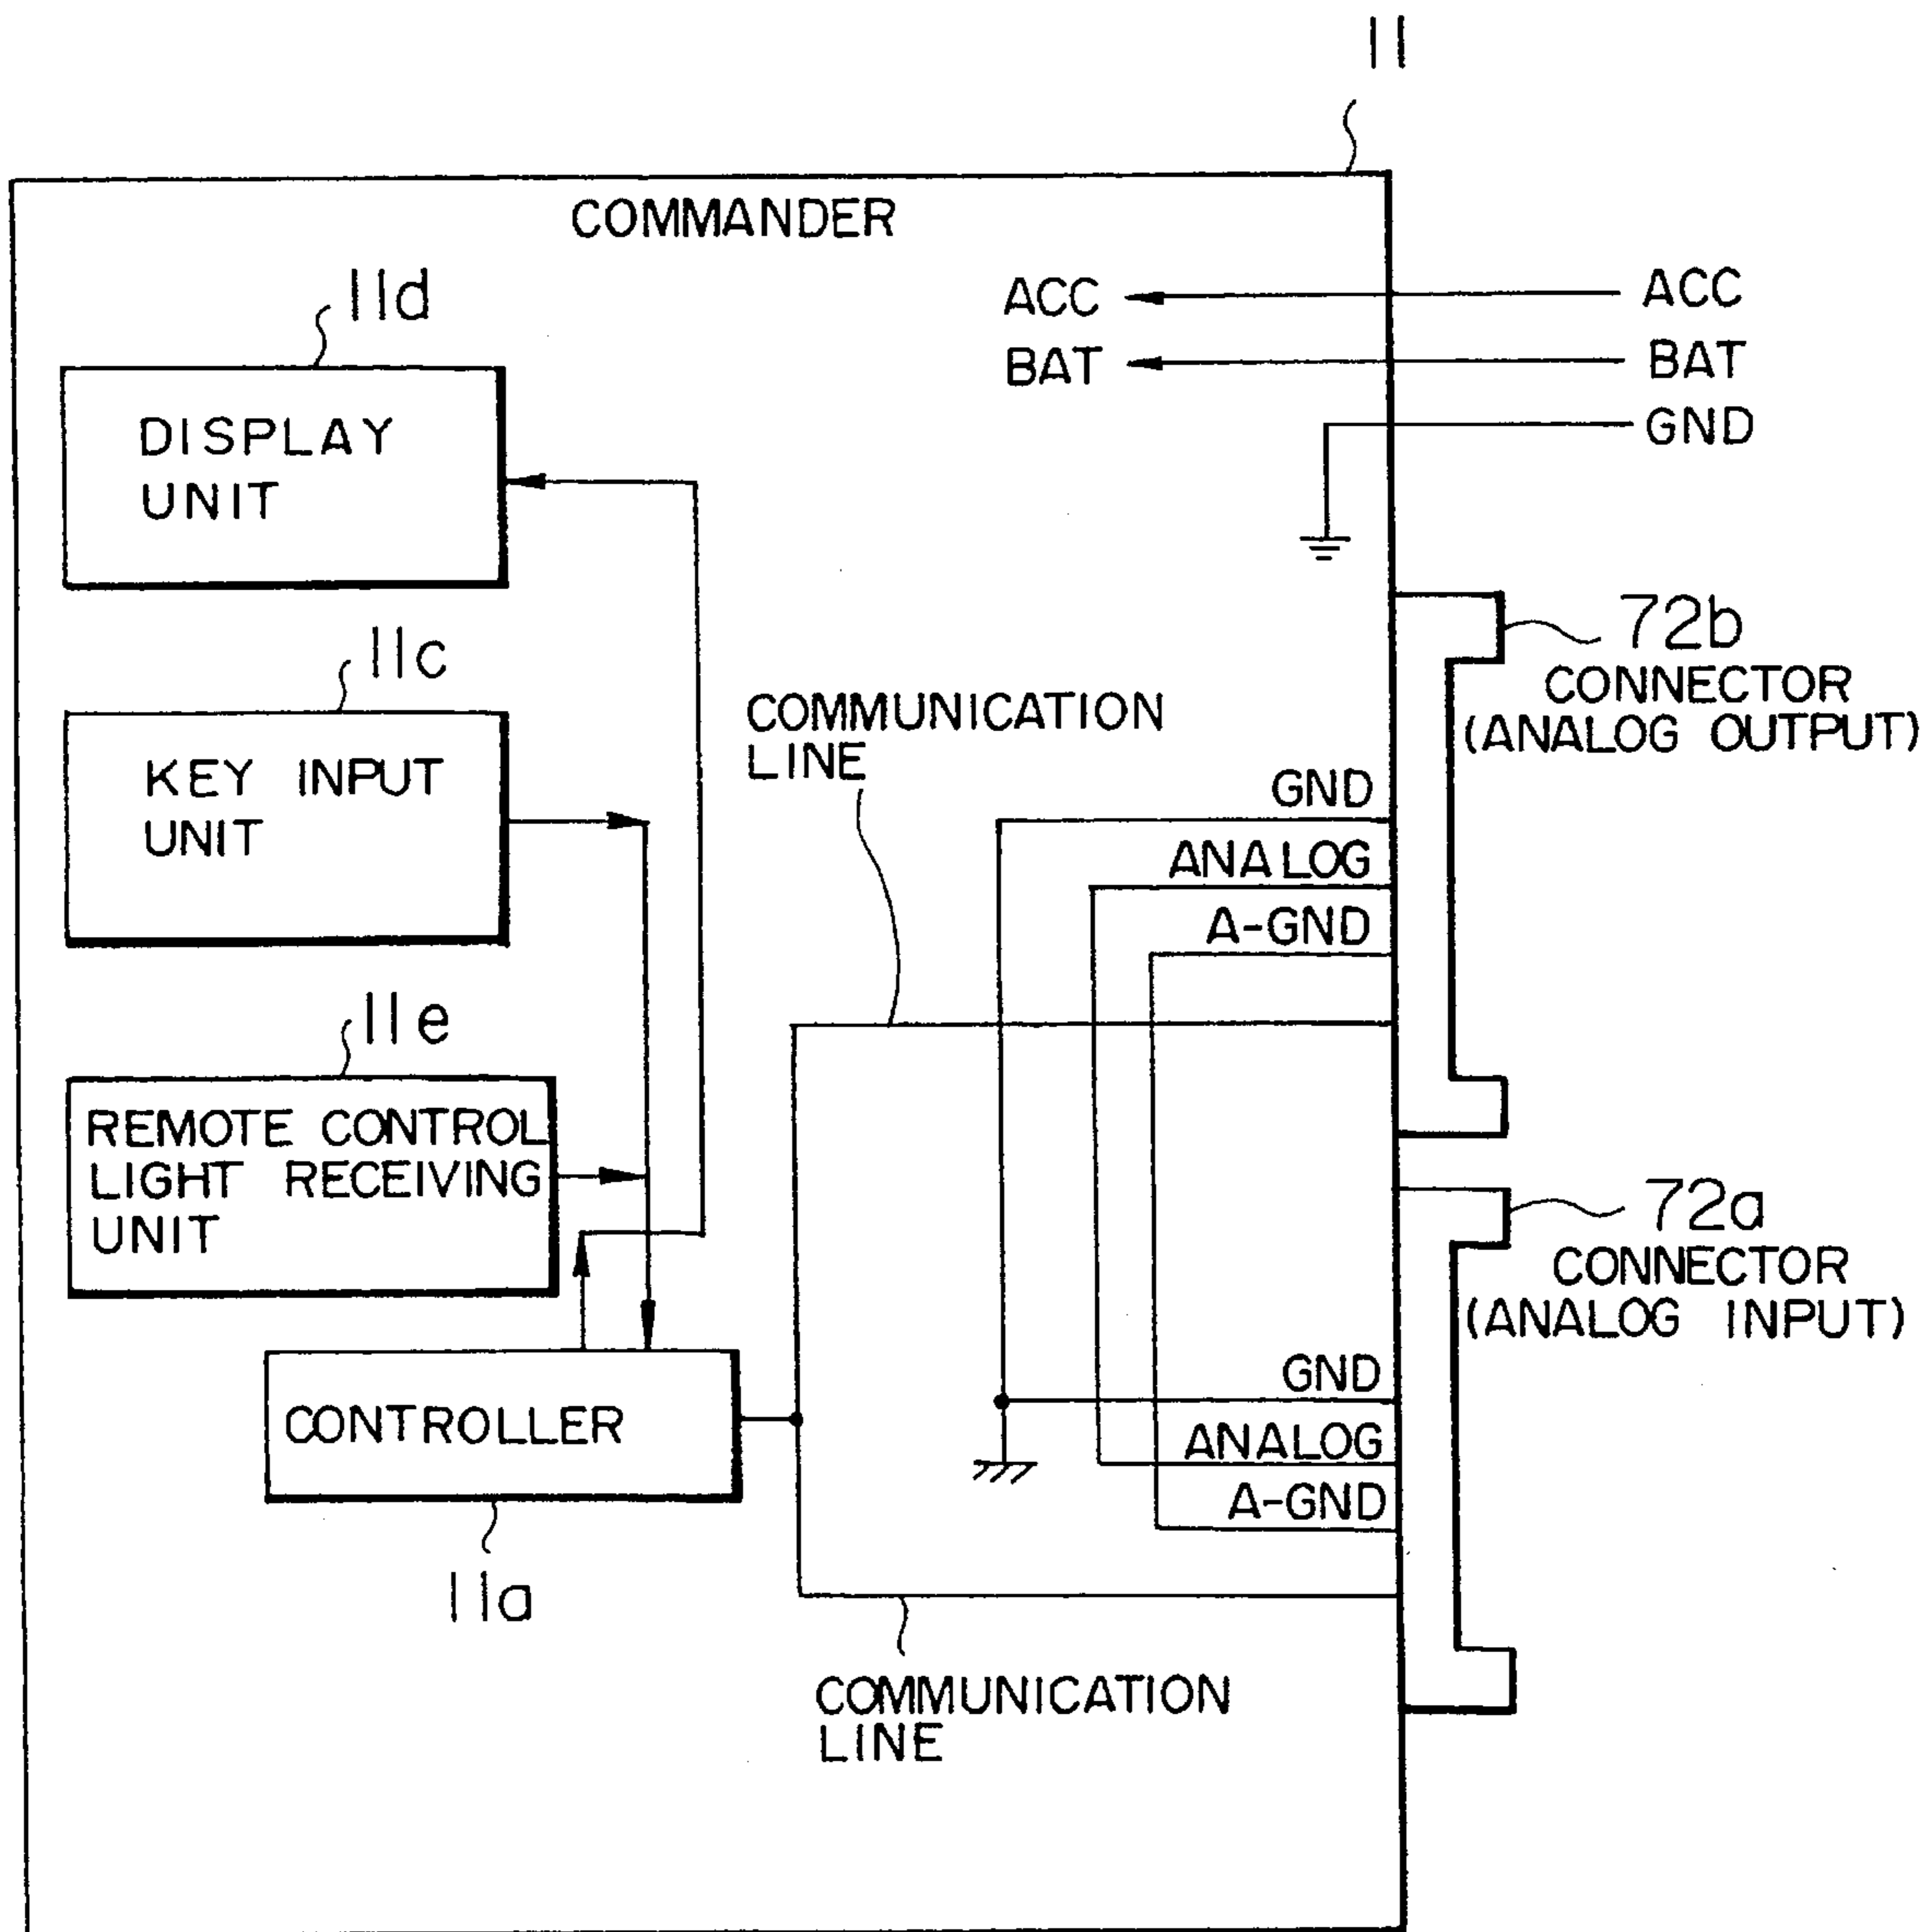 11
COMMANDER
ACC
ACC
BAT
BAT
GND
11d
DISPLAY
UNIT
72b
CONNECTOR
(ANALOG OUTPUT)
11c
KEY INPUT
UNIT
COMMUNICATION
LINE
GND
ANALOG
A-GND
11e
REMOTE CONTROL
LIGHT RECEIVING
UNIT
72a
CONNECTOR
(ANALOG INPUT)
GND
ANALOG
A-GND
CONTROLLER
11a
COMMUNICATION
LINE